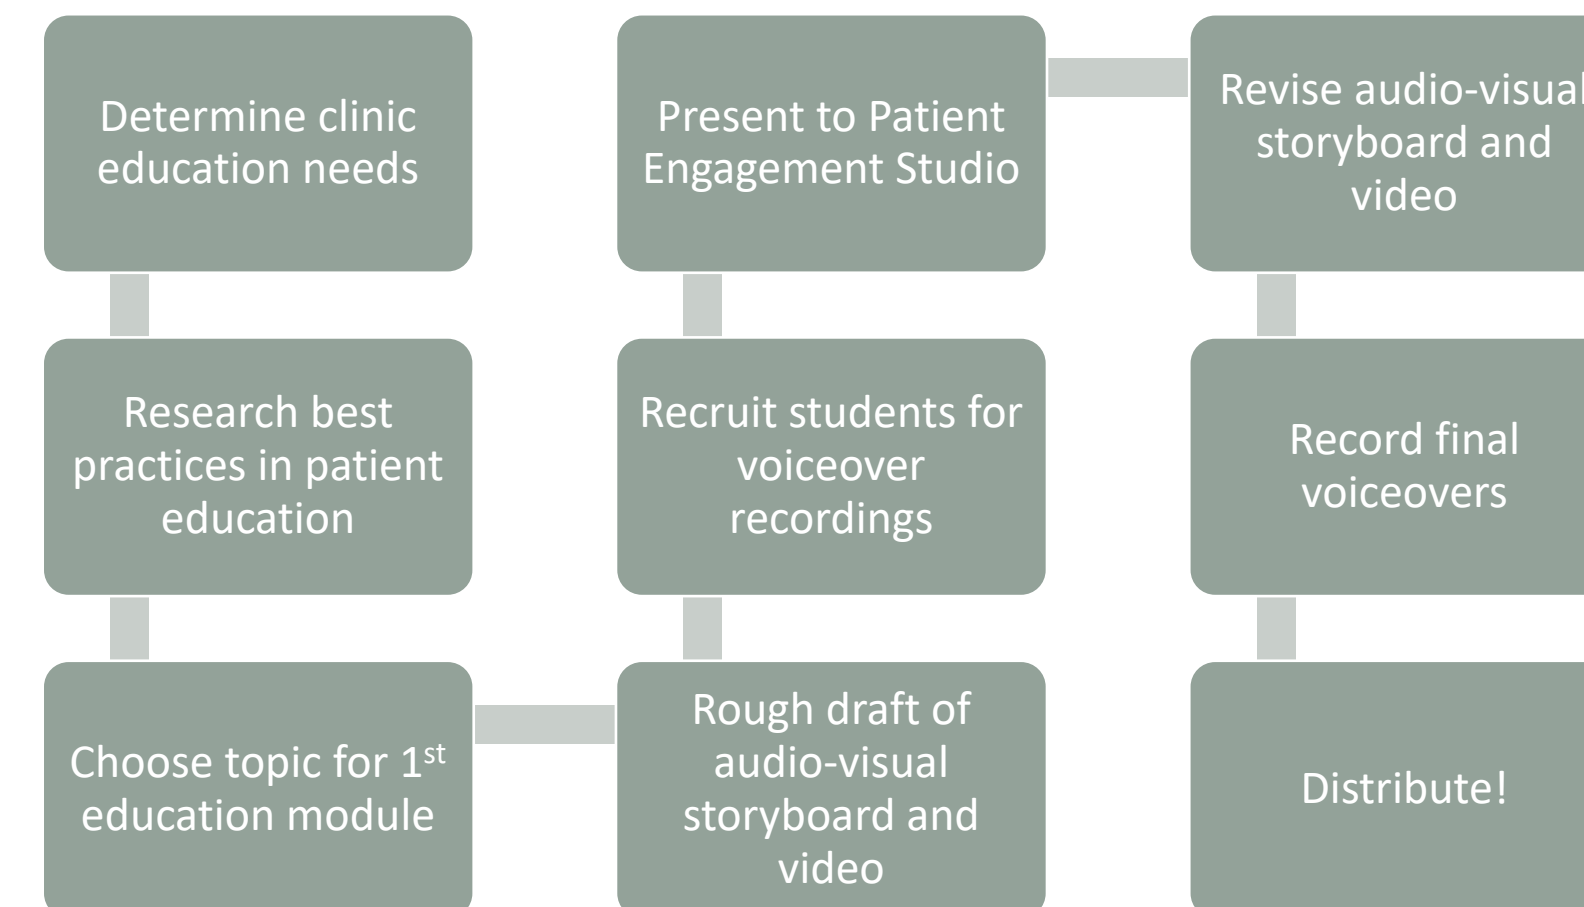 Determine clinic
education needs
Research best
practices in patient
education
Choose topic for 1st
education module
Rough draft of
audio-visual
storyboard and
video
Recruit students for
voiceover
recordings
Present to Patient
Engagement Studio
Revise audio-visual
storyboard and
video
Record final
voiceovers
Distribute!